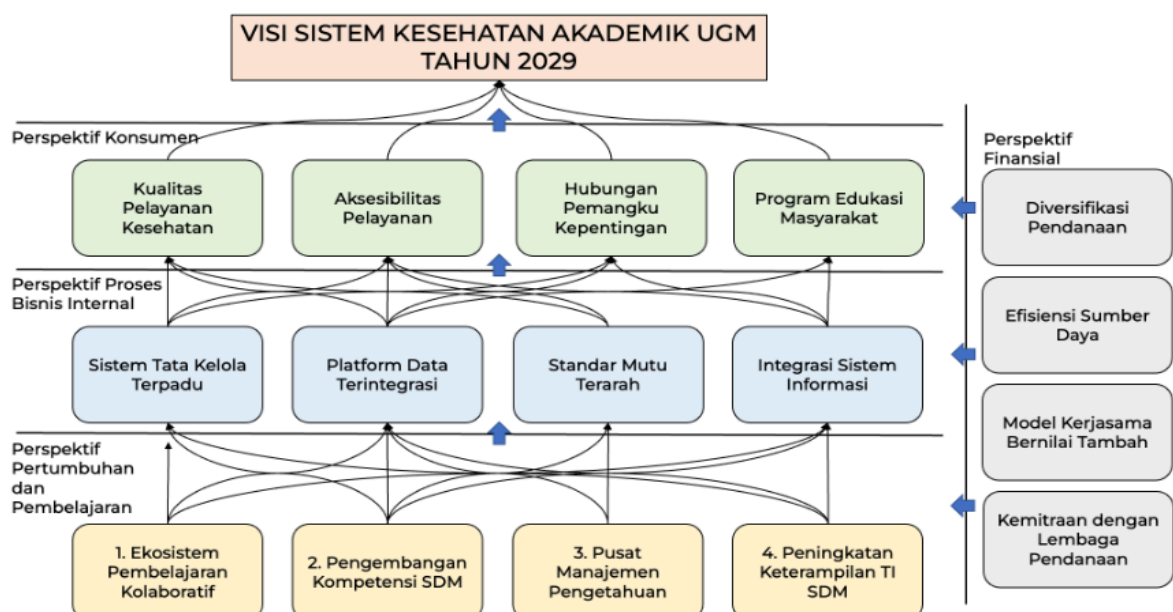 VISI SISTEM KESEHATAN AKADEMIK UGM
TAHUN 2029
Perspektif Konsumen
Kualitas
Pelayanan
Kesehatan
Aksesibilitas
Pelayanan
Hubungan
Pemangku
Kepentingan
Program Edukasi
Masyarakat
Perspektif Proses
Bisnis Internal
Sistem Tata Kelola
Terpadu
Platform Data
Terintegrasi
Standar Mutu
Terarah
Integrasi Sistem
Informasi
Perspektif
Pertumbuhan
dan
Pembelajaran
1. Ekosistem
Pembelajaran
Kolaboratif
2. Pengembangan
Kompetensi SDM
3. Pusat
Manajemen
Pengetahuan
4. Peningkatan
Keterampilan TI
SDM
Perspektif
Finansial
Diversifikasi
Pendanaan
Efisiensi Sumber
Daya
Model Kerjasama
Bernilai Tambah
Kemitraan dengan
Lembaga
Pendanaan